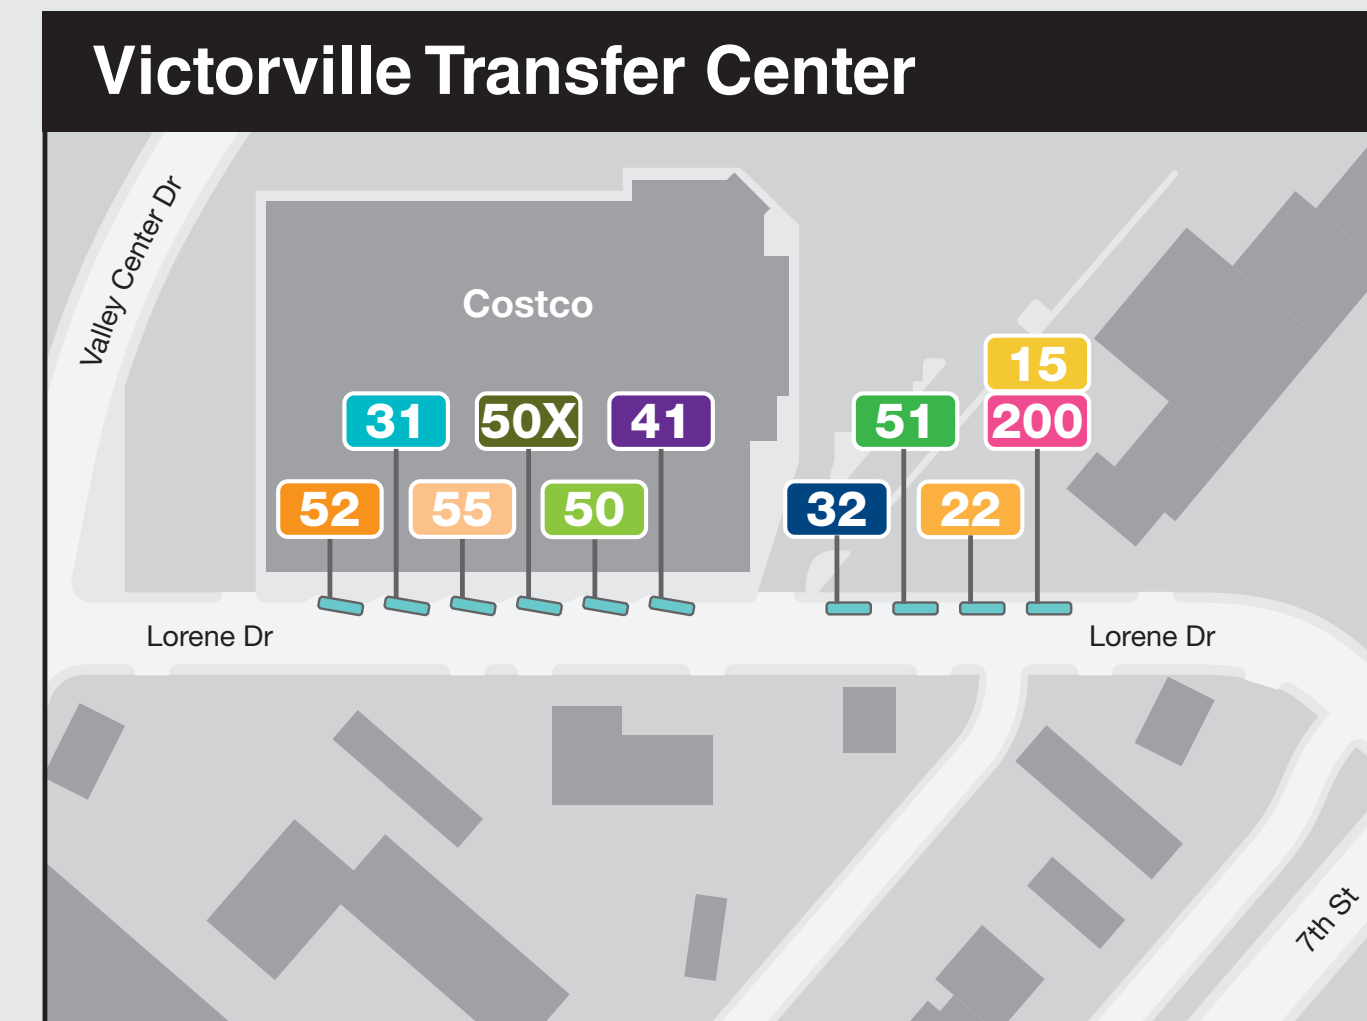 Victorville Transfer Center
Valley Center Dr
Costco
15
31
50X
41
51
200
52
55
50
32
22
Lorene Dr
Lorene Dr
7th St